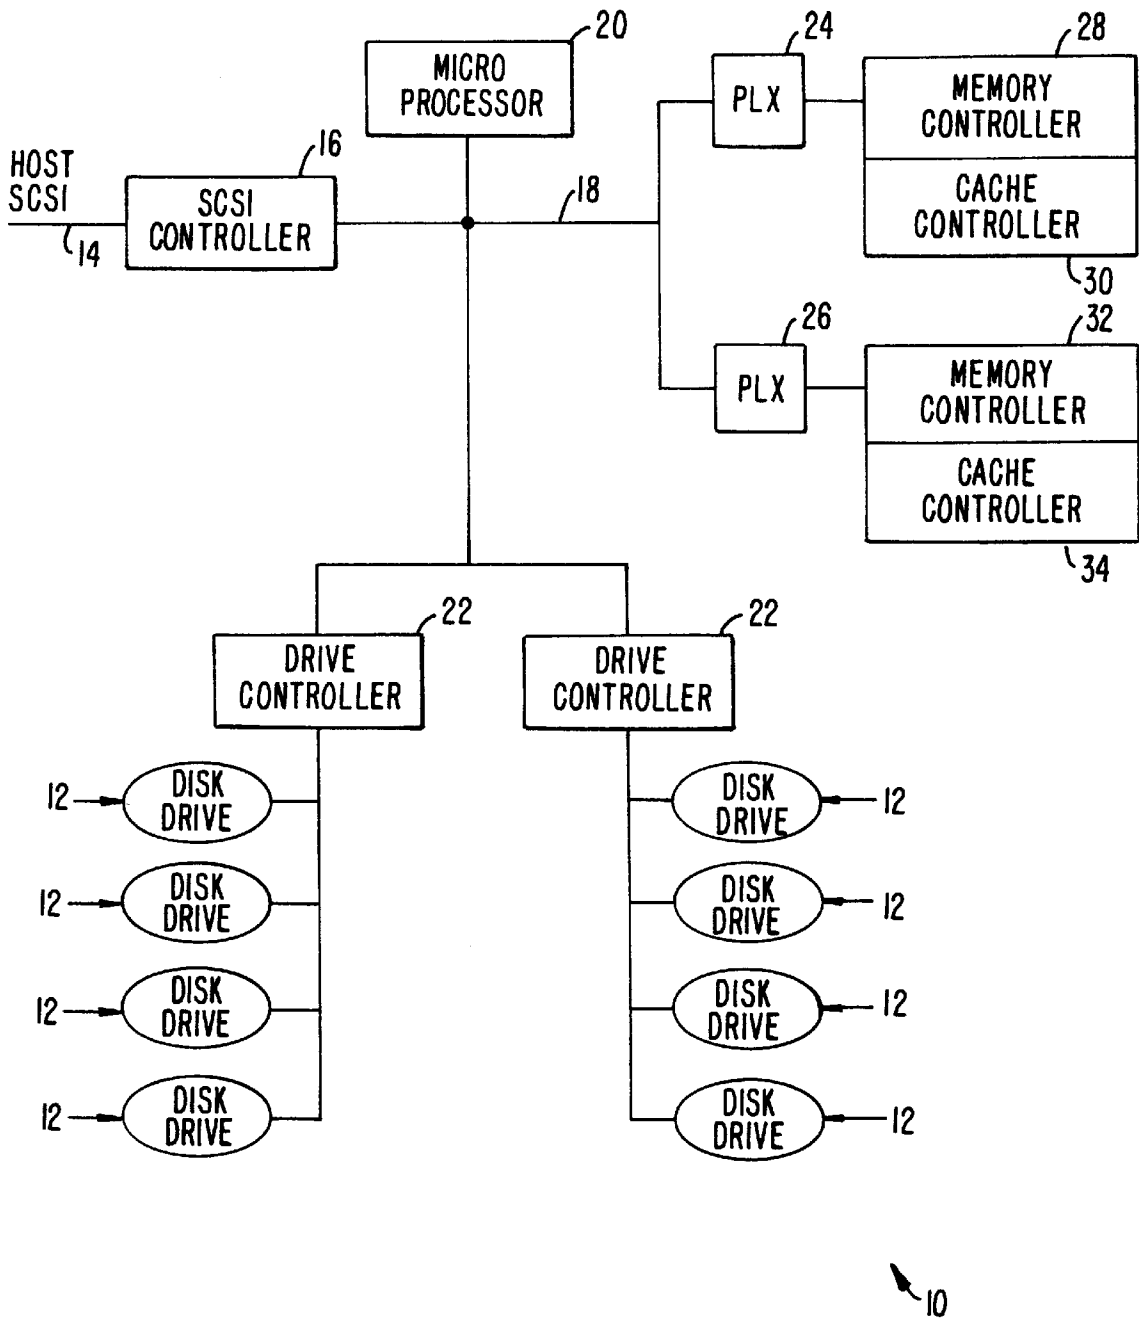 20
MICRO
PROCESSOR
24
PLX
28
MEMORY
CONTROLLER
CACHE
CONTROLLER
30
HOST
SCSI
14
16
SCSI
CONTROLLER
18
26
PLX
32
MEMORY
CONTROLLER
CACHE
CONTROLLER
34
22
DRIVE
CONTROLLER
22
DRIVE
CONTROLLER
12
DISK
DRIVE
DISK
DRIVE
12
12
DISK
DRIVE
DISK
DRIVE
12
12
DISK
DRIVE
DISK
DRIVE
12
12
DISK
DRIVE
DISK
DRIVE
12
10